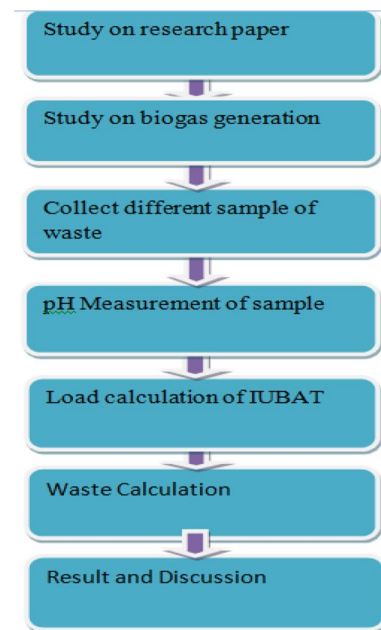 Study on research paper
Study on biogas generation
Collect different sample of
waste
pH Measurement of sample
Load calculation of IUBAT
Waste Calculation
Result and Discussion